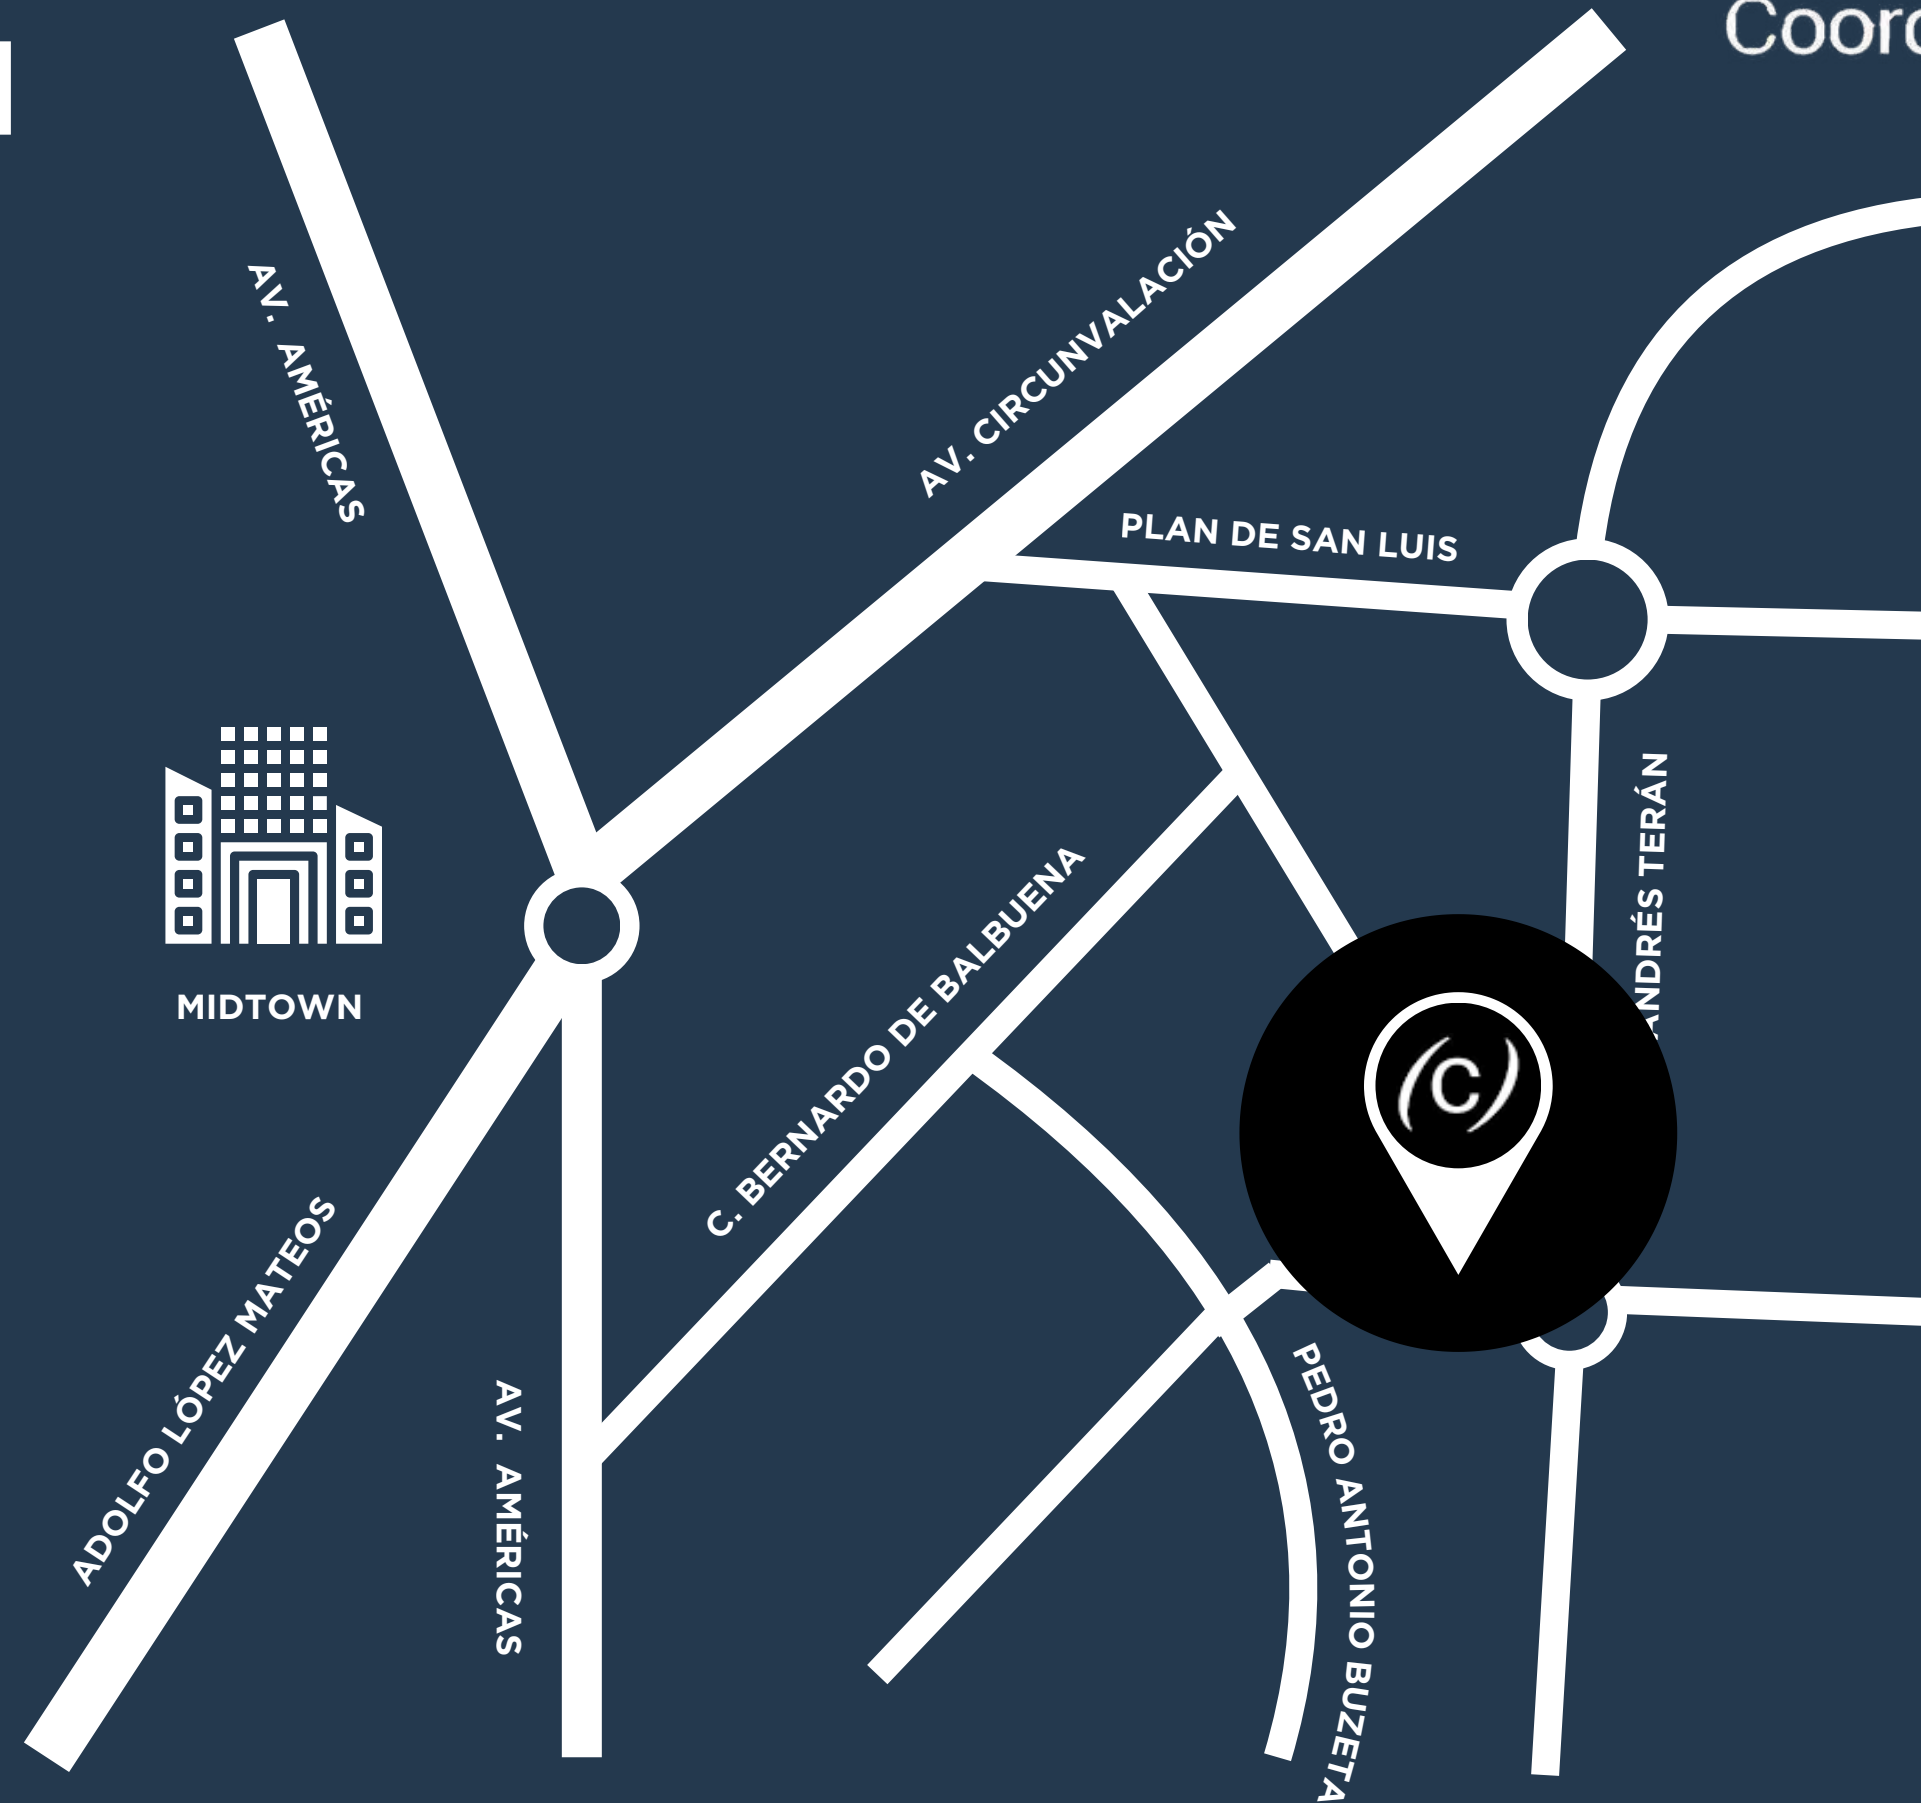 AV. AMÉRICAS
AV. CIRCUNVALACIÓN
PLAN DE SAN LUIS
ANDRÉS TERÁN
MIDTOWN
C. BERNARDO DE BALBUENA
(C)
ADOLFO LÓPEZ MATEOS
AV. AMÉRICAS
PEDRO ANTONIO BUZETA